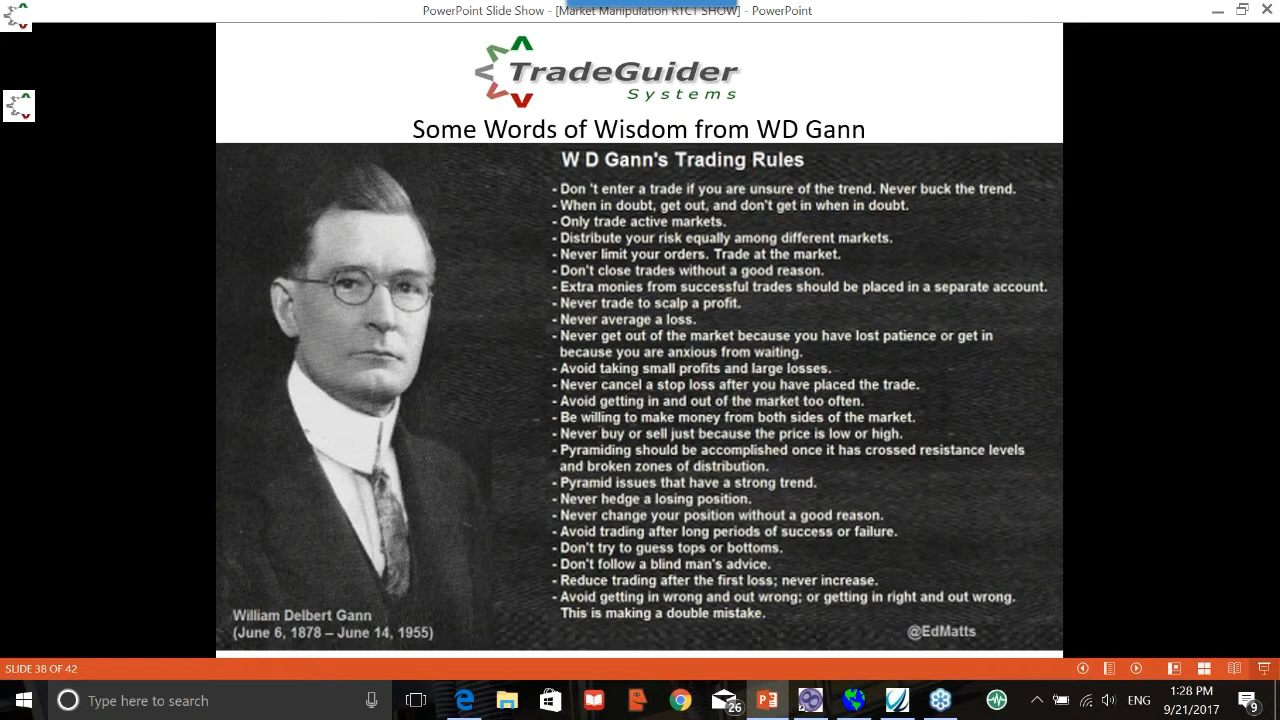 PowerPoint Slide Show - [Market Manipulation RTCT SHOW] - PowerPoint
TradeGuider
Systems
Some Words of Wisdom from WD Gann
W D Gann's Trading Rules
- Don 't enter a trade if you are unsure of the trend. Never buck the trend.
- When in doubt, get out, and don't get in when in doubt.
- Only trade active markets.
- Distribute your risk equally among different markets.
- Never limit your orders. Trade at the market.
- Don't close trades without a good reason.
- Extra monies from successful trades should be placed in a separate account.
- Never trade to scalp a profit.
- Never average a loss.
- Never get out of the market because you have lost patience or get in
because you are anxious from waiting.
- Avoid taking small profits and large losses.
- Never cancel a stop loss after you have placed the trade.
- Avoid getting in and out of the market too often.
- Be willing to make money from both sides of the market.
- Never buy or sell just because the price is low or high.
- Pyramiding should be accomplished once it has crossed resistance levels
and broken zones of distribution.
- Pyramid issues that have a strong trend.
- Never hedge a losing position.
- Never change your position without a good reason.
- Avoid trading after long periods of success or failure.
- Don't try to guess tops or bottoms.
- Don't follow a blind man's advice.
- Reduce trading after the first loss; never increase.
- Avoid getting in wrong and out wrong; or getting in right and out wrong.
This is making a double mistake.
William Delbert Gann
(June 6, 1878 – June 14, 1955)
@EdMatts
SLIDE 38 OF 42
Type here to search
26
ENG
:28 PM
9/21/2017
9